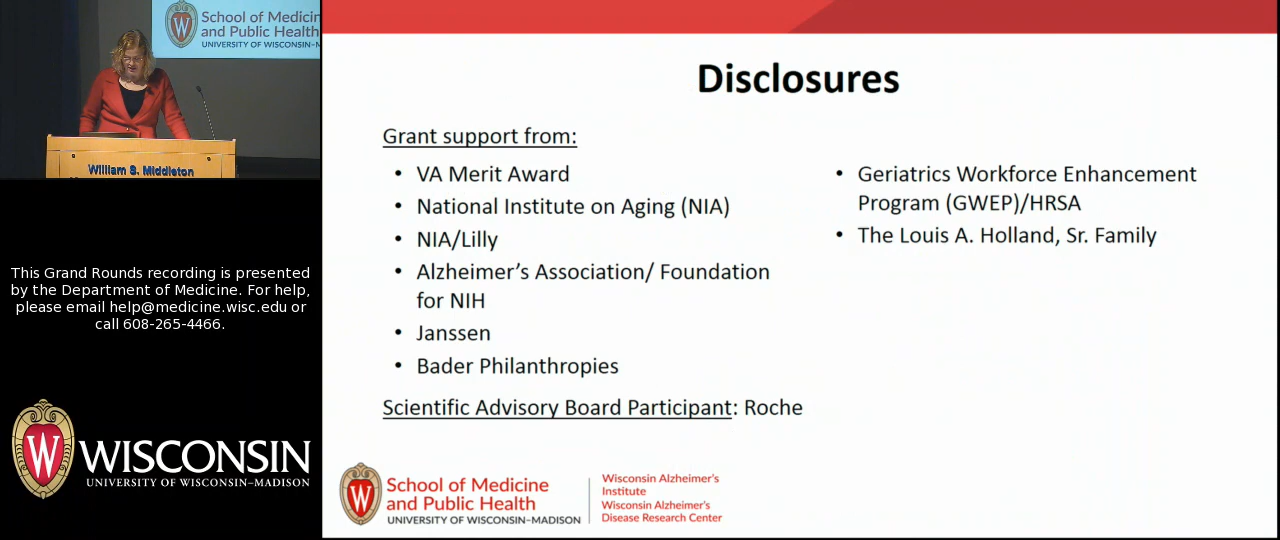 School of Medicin
and Public Health
UNIVERSITY OF WISCONSIN–M
William S. Middleton
This Grand Rounds recording is presented
by the Department of Medicine. For help,
please email help@medicine.wisc.edu or
call 608-265-4466.
W WISCONSIN
UNIVERSITY OF WISCONSIN–MADISON
Disclosures
Grant support from:
• VA Merit Award
• National Institute on Aging (NIA)
• NIA/Lilly
• Alzheimer’s Association/ Foundation
for NIH
• Janssen
• Bader Philanthropies
• Geriatrics Workforce Enhancement
Program (GWEP)/HRSA
• The Louis A. Holland, Sr. Family
Scientific Advisory Board Participant: Roche
W
School of Medicine
and Public Health
UNIVERSITY OF WISCONSIN–MADISON
Wisconsin Alzheimer’s
Institute
Wisconsin Alzheimer’s
Disease Research Center